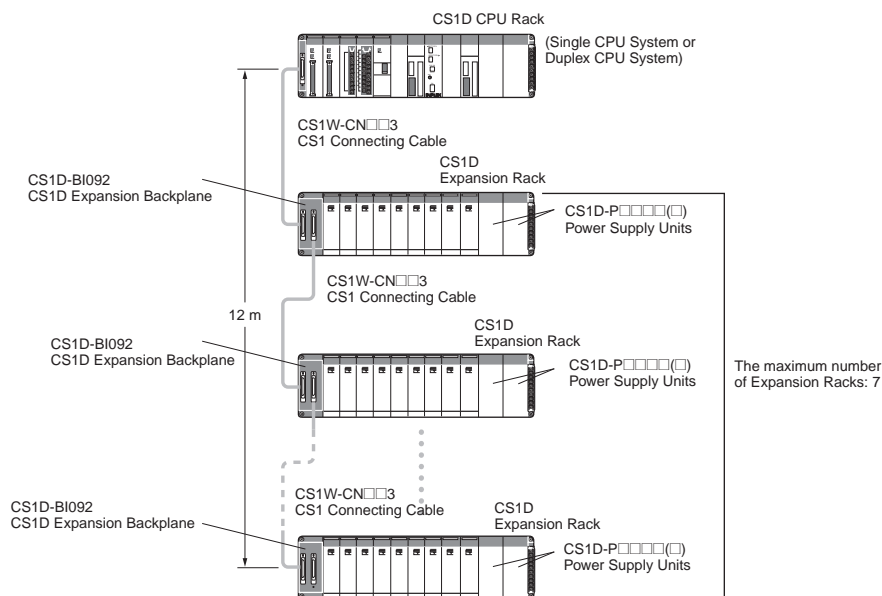 CS1D CPU Rack
(Single CPU System or
Duplex CPU System)
CS1W-CN□□3
CS1 Connecting Cable
CS1D
Expansion Rack
CS1D-BI092
CS1D Expansion Backplane
CS1D-P□□□□(□)
Power Supply Units
CS1W-CN□□3
CS1 Connecting Cable
12 m
CS1D
Expansion Rack
CS1D-BI092
CS1D Expansion Backplane
CS1D-P□□□□(□)
Power Supply Units
The maximum number
of Expansion Racks: 7
CS1W-CN□□3
CS1 Connecting Cable
CS1D
Expansion Rack
CS1D-BI092
CS1D Expansion Backplane
CS1D-P□□□□(□)
Power Supply Units